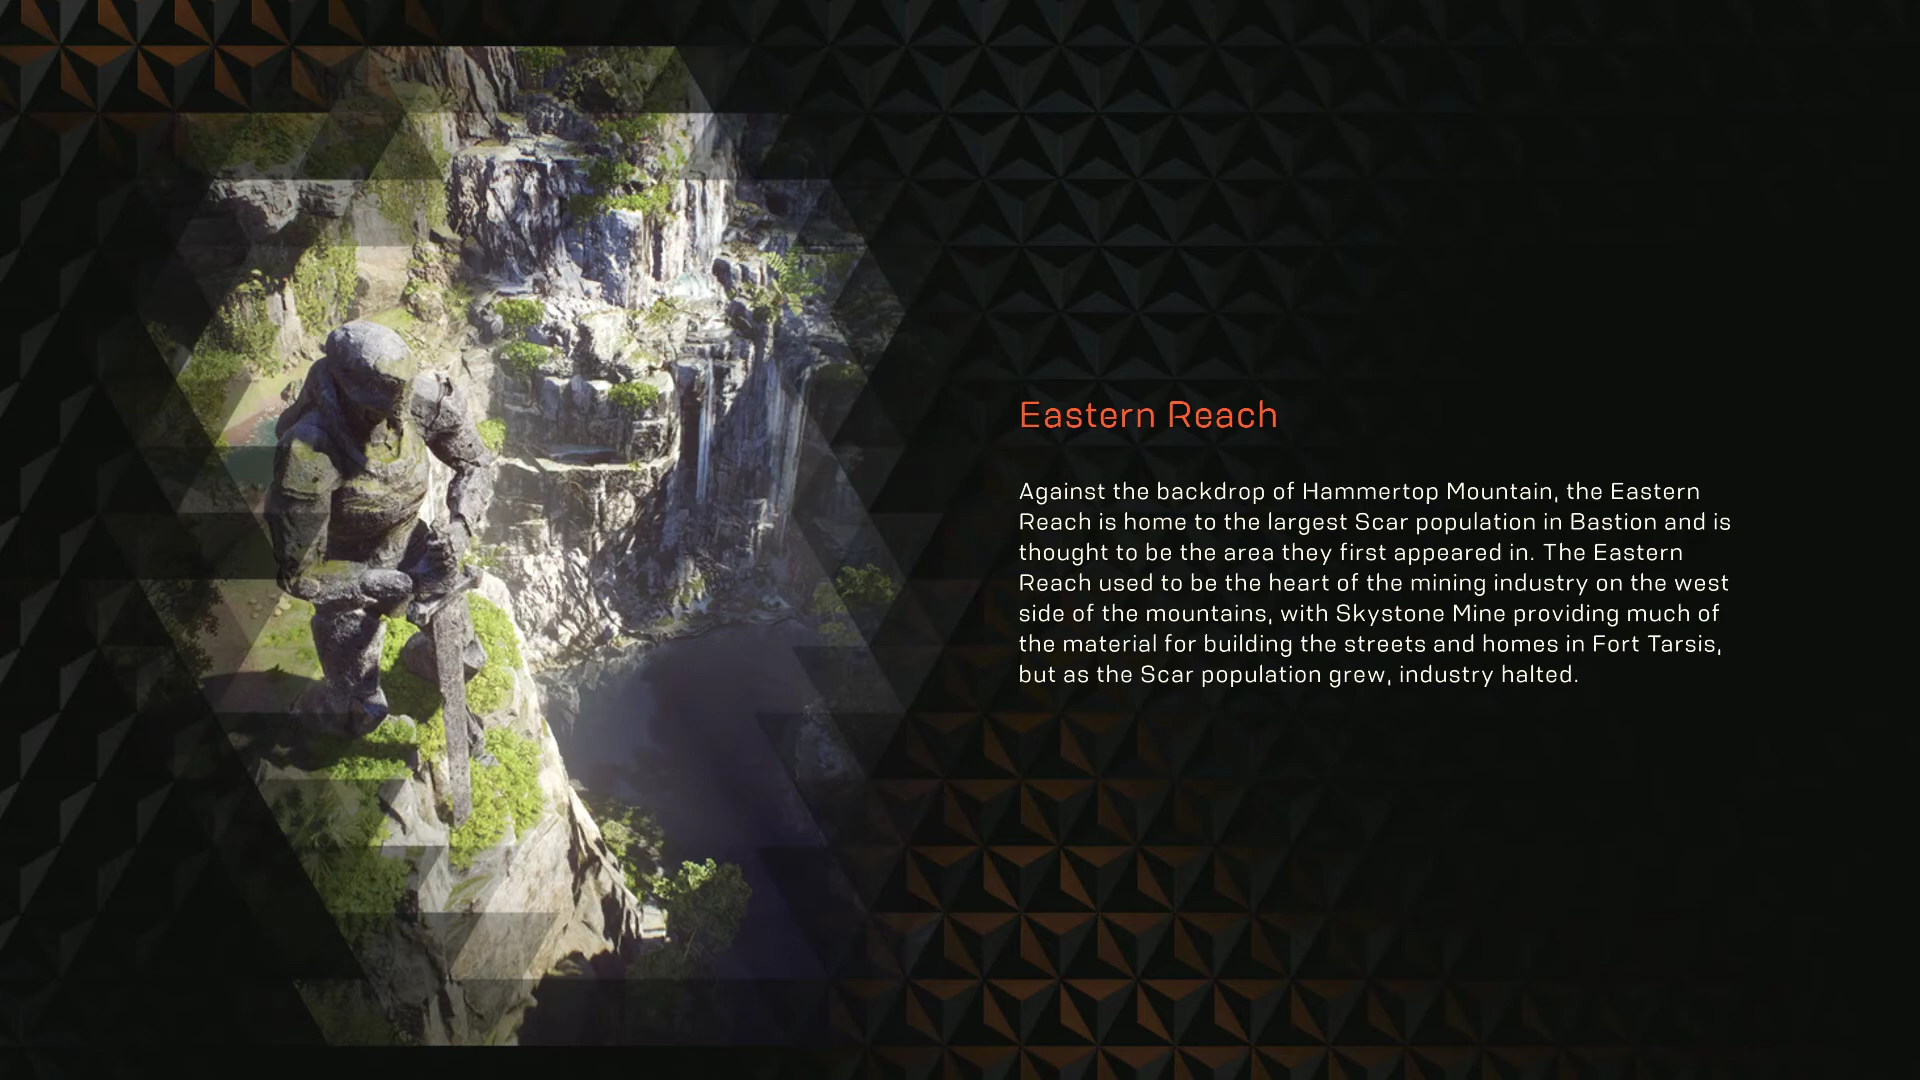 Eastern Reach
Against the backdrop of Hammertop Mountain, the Eastern
Reach is home to the largest Scar population in Bastion and is
thought to be the area they first appeared in. The Eastern
Reach used to be the heart of the mining industry on the west
side of the mountains, with Skystone Mine providing much of
the material for building the streets and homes in Fort Tarsis,
but as the Scar population grew, industry halted.